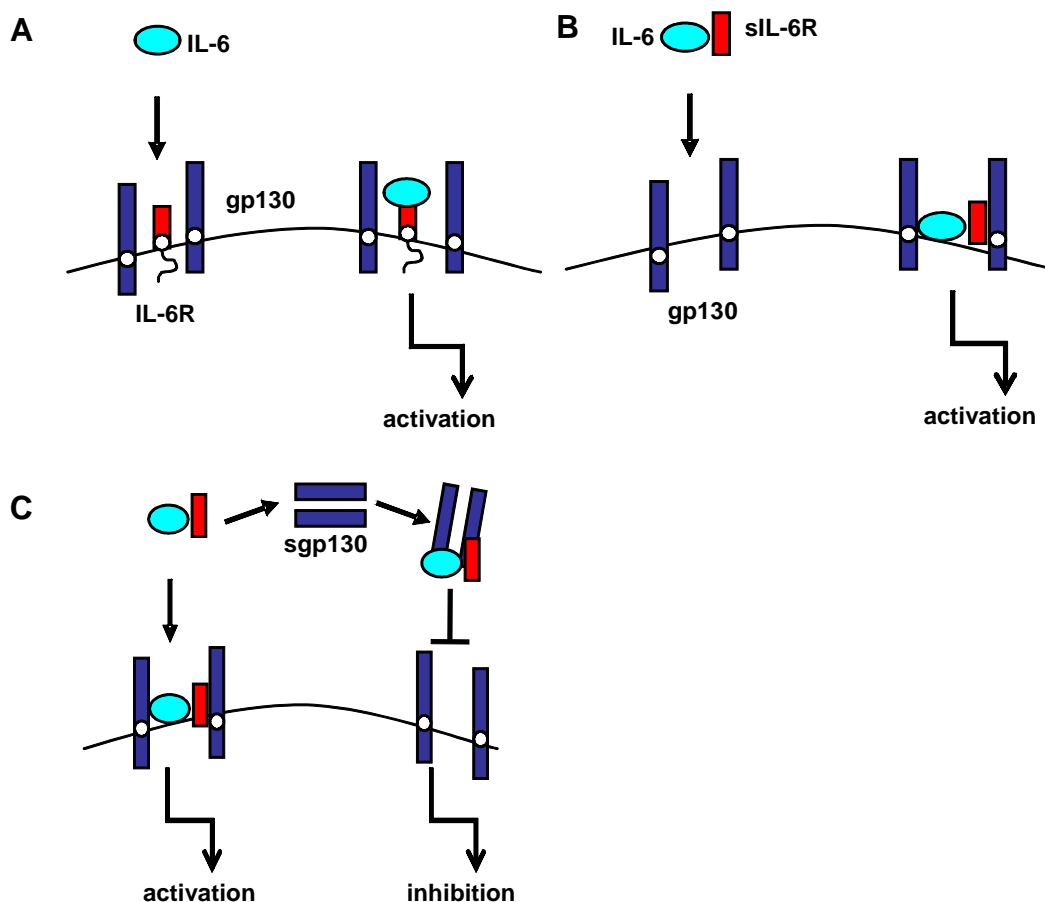 A
IL-6
gp130
IL-6R
activation
B
IL-6
sIL-6R
gp130
activation
C
sgp130
activation
inhibition